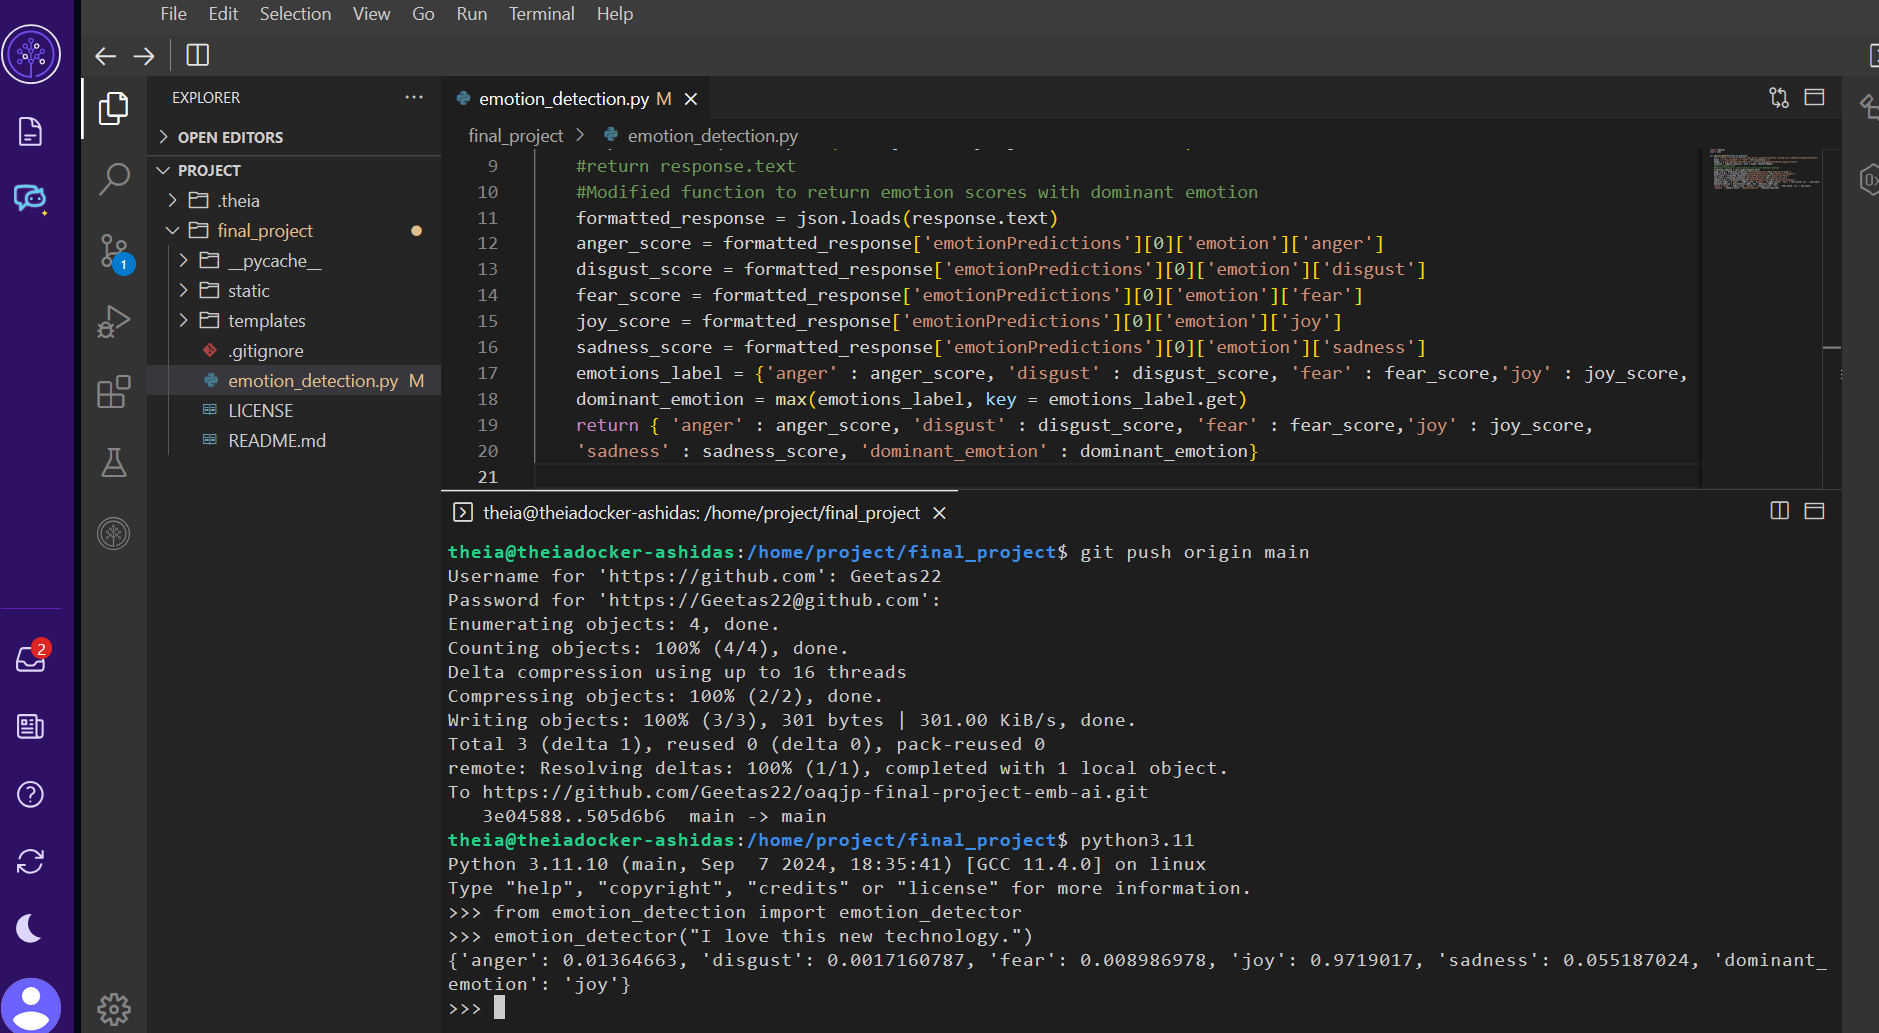 File Edit Selection View Go Run Terminal Help
EXPLORER
OPEN EDITORS
PROJECT
.theia
final_project
__pycache__
static
templates
.gitignore
emotion_detection.py M
LICENSE
README.md
1
2
emotion_detection.py M
final_project > emotion_detection.py
9 #return response.text
10 #Modified function to return emotion scores with dominant emotion
11 formatted_response = json.loads(response.text)
12 anger_score = formatted_response['emotionPredictions'][0]['emotion']['anger']
13 disgust_score = formatted_response['emotionPredictions'][0]['emotion']['disgust']
14 fear_score = formatted_response['emotionPredictions'][0]['emotion']['fear']
15 joy_score = formatted_response['emotionPredictions'][0]['emotion']['joy']
16 sadness_score = formatted_response['emotionPredictions'][0]['emotion']['sadness']
17 emotions_label = {'anger' : anger_score, 'disgust' : disgust_score, 'fear' : fear_score,'joy' : joy_score,
18 dominant_emotion = max(emotions_label, key = emotions_label.get)
19 return { 'anger' : anger_score, 'disgust' : disgust_score, 'fear' : fear_score,'joy' : joy_score,
20 'sadness' : sadness_score, 'dominant_emotion' : dominant_emotion}
21
theia@theiadocker-ashidas: /home/project/final_project
theia@theiadocker-ashidas:/home/project/final_project$ git push origin main
Username for 'https://github.com': Geetas22
Password for 'https://Geetas22@github.com':
Enumerating objects: 4, done.
Counting objects: 100% (4/4), done.
Delta compression using up to 16 threads
Compressing objects: 100% (2/2), done.
Writing objects: 100% (3/3), 301 bytes | 301.00 KiB/s, done.
Total 3 (delta 1), reused 0 (delta 0), pack-reused 0
remote: Resolving deltas: 100% (1/1), completed with 1 local object.
To https://github.com/Geetas22/oaqjp-final-project-emb-ai.git
3e04588..505d6b6 main -> main
theia@theiadocker-ashidas:/home/project/final_project$ python3.11
Python 3.11.10 (main, Sep  7 2024, 18:35:41) [GCC 11.4.0] on linux
Type "help", "copyright", "credits" or "license" for more information.
>>> from emotion_detection import emotion_detector
>>> emotion_detector("I love this new technology.")
{'anger': 0.01364663, 'disgust': 0.0017160787, 'fear': 0.008986978, 'joy': 0.9719017, 'sadness': 0.055187024, 'dominant_
emotion': 'joy'}
>>>